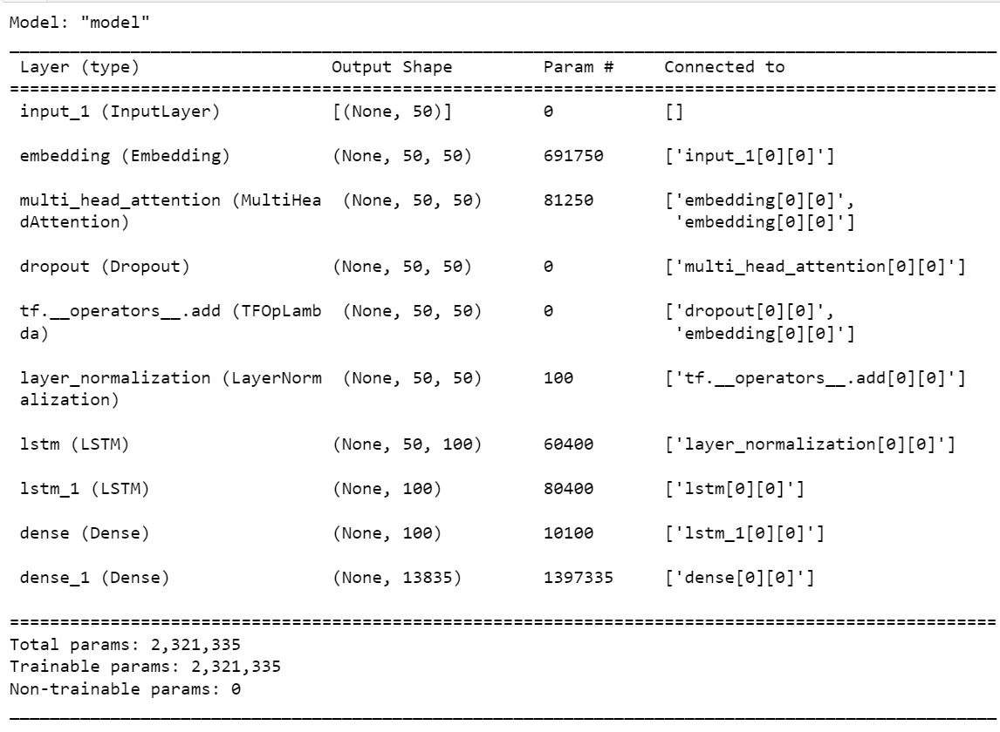 Model: "model"
Layer (type) Output Shape Param # Connected to
input_1 (InputLayer) [(None, 50)] 0 []
embedding (Embedding) (None, 50, 50) 691750 ['input_1[0][0]']
multi_head_attention (MultiHea (None, 50, 50) 81250 ['embedding[0][0]',
dAttention) 'embedding[0][0]']
dropout (Dropout) (None, 50, 50) 0 ['multi_head_attention[0][0]']
tf.__operators__.add (TFOpLamb (None, 50, 50) 0 ['dropout[0][0]',
da) 'embedding[0][0]']
layer_normalization (LayerNorm (None, 50, 50) 100 ['tf.__operators__.add[0][0]']
alization)
lstm (LSTM) (None, 50, 100) 60400 ['layer_normalization[0][0]']
lstm_1 (LSTM) (None, 100) 80400 ['lstm[0][0]']
dense (Dense) (None, 100) 10100 ['lstm_1[0][0]']
dense_1 (Dense) (None, 13835) 1397335 ['dense[0][0]']
Total params: 2,321,335
Trainable params: 2,321,335
Non-trainable params: 0